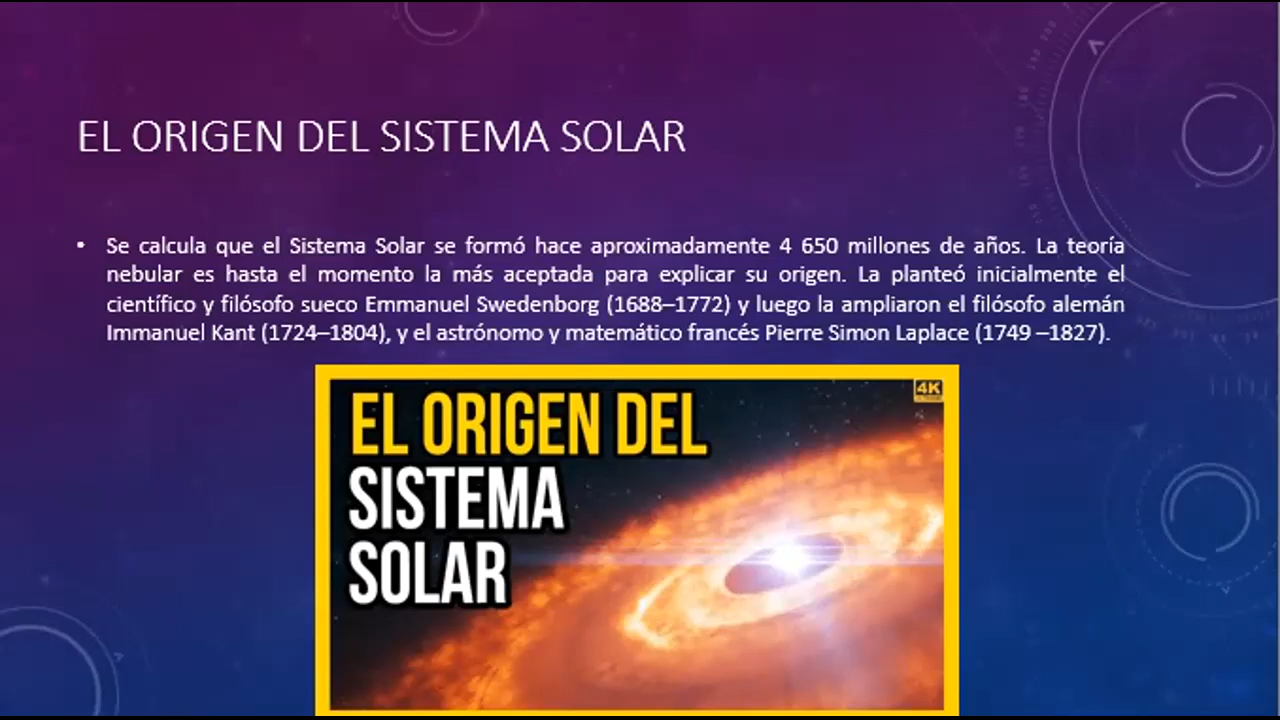 EL ORIGEN DEL SISTEMA SOLAR
• Se calcula que el Sistema Solar se formó hace aproximadamente 4 650 millones de años. La teoría
nebular es hasta el momento la más aceptada para explicar su origen. La planteó inicialmente el
científico y filósofo sueco Emmanuel Swedenborg (1688–1772) y luego la ampliaron el filósofo alemán
Immanuel Kant (1724–1804), y el astrónomo y matemático francés Pierre Simon Laplace (1749 –1827).
EL ORIGEN DEL
SISTEMA
SOLAR
4K